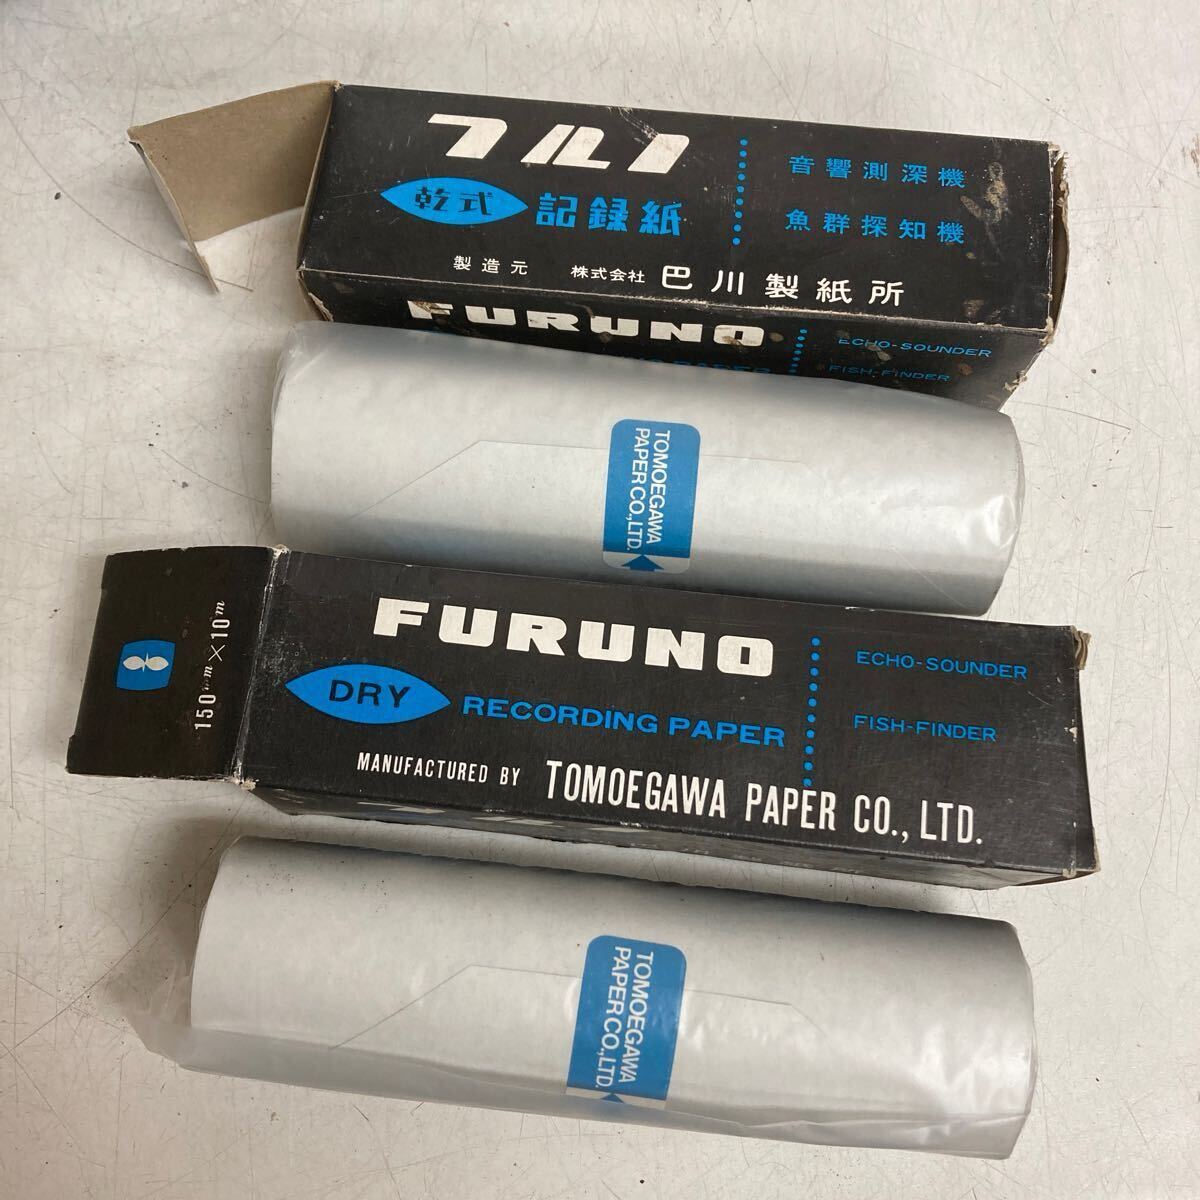 フルノ
乾式 記録紙
音響測深機
魚群探知機
製造元 株式会社 巴川製紙所
FURUNO
ECHO-SOUNDER
FISH-FINDER
TOMOEGAWA
PAPER CO.,LTD.
150mm×10m
FURUNO
DRY RECORDING PAPER
ECHO-SOUNDER
FISH-FINDER
MANUFACTURED BY TOMOEGAWA PAPER CO., LTD.
TOMOEGAWA
PAPER CO.,LTD.